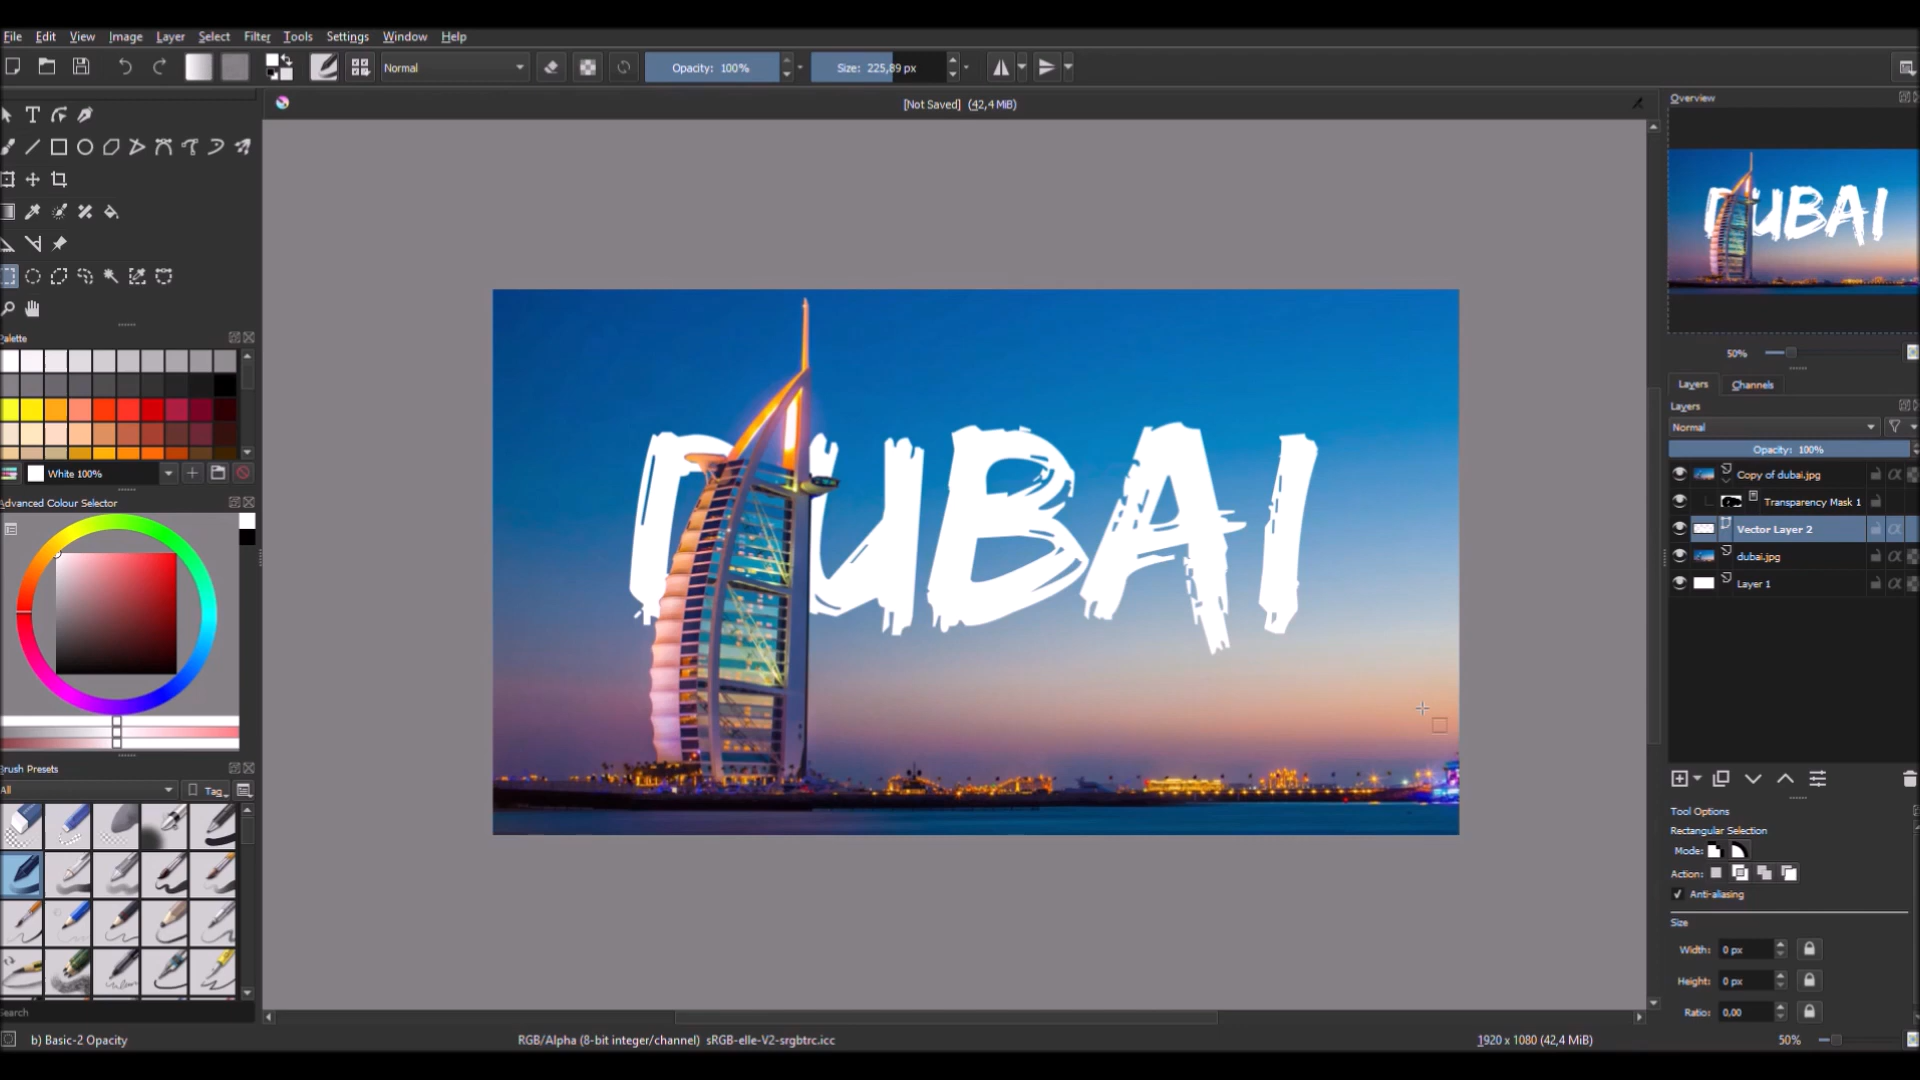 File Edit View Image Layer Select Filter Tools Settings Window Help
Normal
Opacity: 100%
Size: 225,89 px
[Not Saved] (42,4 MiB)
Overview
DUBAI
50%
Layers Channels
Layers
Normal
Opacity: 100%
Copy of dubai.jpg
Transparency Mask 1
Vector Layer 2
dubai.jpg
Layer 1
Palette
White 100%
Advanced Colour Selector
Brush Presets
All
Tag
Search
DUBAI
Tool Options
Rectangular Selection
Mode:
Action:
Anti-aliasing
Size
Width: 0 px
Height: 0 px
Ratio: 0,00
b) Basic-2 Opacity
RGB/Alpha (8-bit integer/channel) sRGB-elle-V2-srgbtrc.icc
1920 x 1080 (42,4 MiB)
50%